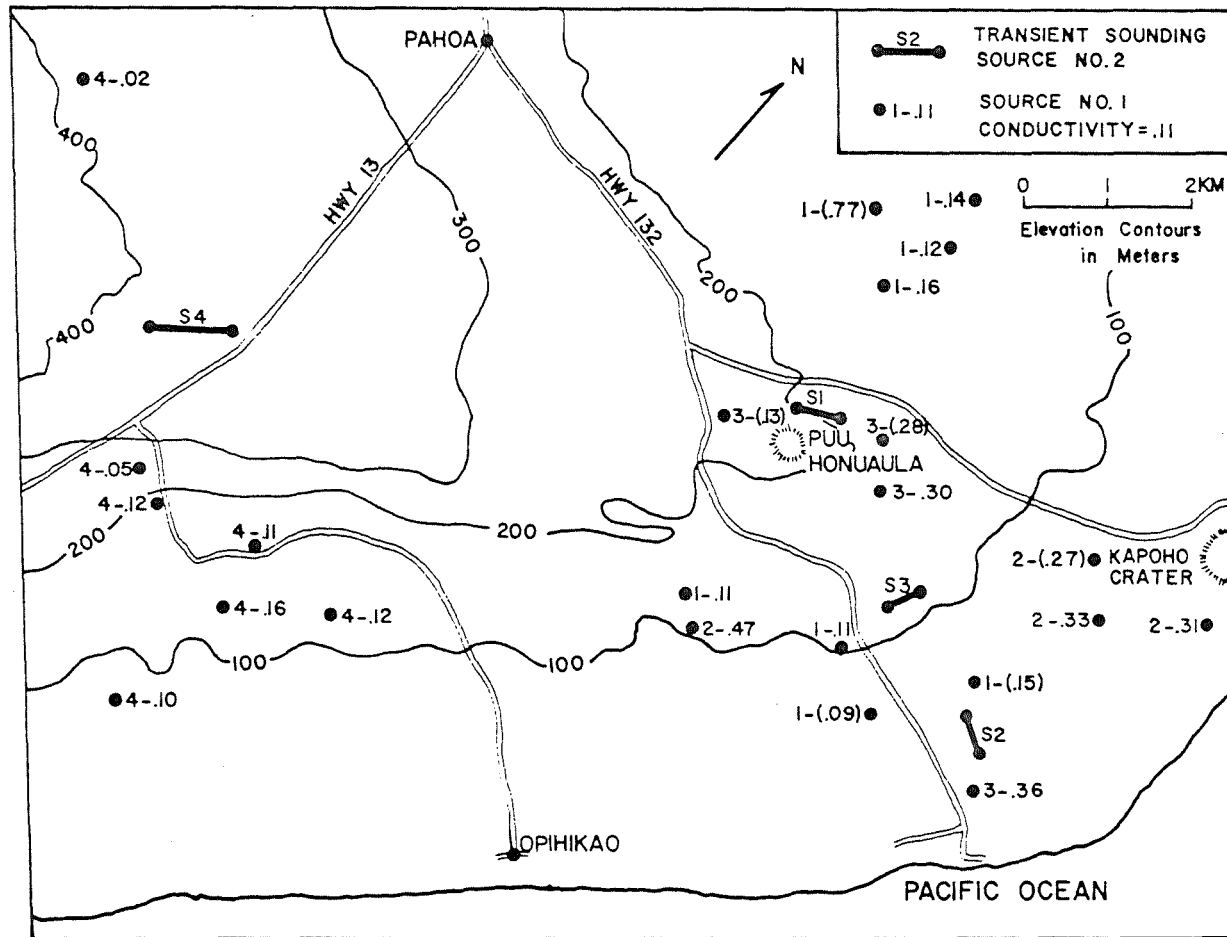 PAHOA
4-.02
400
N
S2
TRANSIENT SOUNDING
SOURCE NO. 2
1-.11
SOURCE NO. 1
CONDUCTIVITY=.11
0 1 2KM
Elevation Contours
in Meters
HWY 13
HWY 132
300
200
1-(.77)
1-.14
1-.12
1-.16
100
400
S4
S1
3-(.13)
3-(.28)
PUU
HONUAULA
3-.30
4-.05
4-.12
200
4-.11
200
2-(.27)
KAPOHO
CRATER
S3
4-.16
4-.12
1-.11
2-.47
1-.11
2-.33
2-.31
100
100
1-(.15)
4-.10
1-(.09)
S2
3-.36
OPIHIKAO
PACIFIC OCEAN